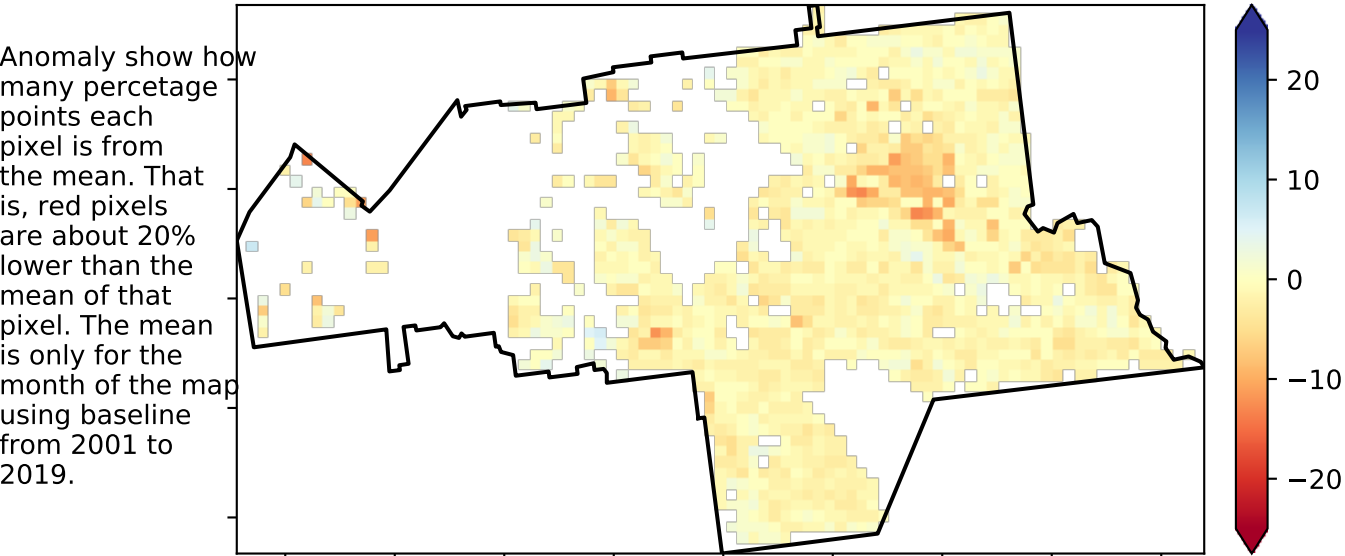 Anomaly show how
many percetage
points each
pixel is from
the mean. That
is, red pixels
are about 20%
lower than the
mean of that
pixel. The mean
is only for the
month of the map
using baseline
from 2001 to
2019.
20
10
0
−10
−20